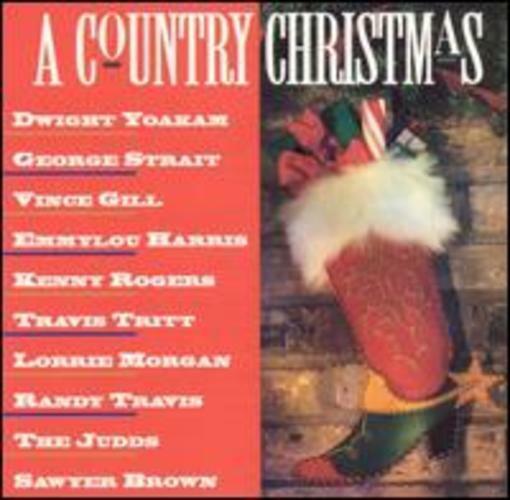 A COUNTRY CHRISTMAS
DWIGHT YOAKAM
GEORGE STRAIT
VINCE GILL
EMMYLOU HARRIS
KENNY ROGERS
TRAVIS TRITT
LORRIE MORGAN
RANDY TRAVIS
THE JUDDS
SAWYER BROWN